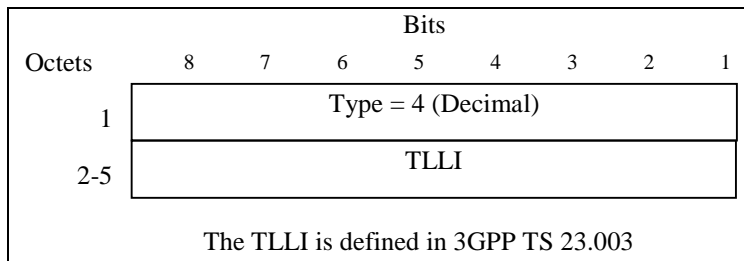 Bits
Octets 8 7 6 5 4 3 2 1
1 Type = 4 (Decimal)
2-5 TLLI
The TLLI is defined in 3GPP TS 23.003